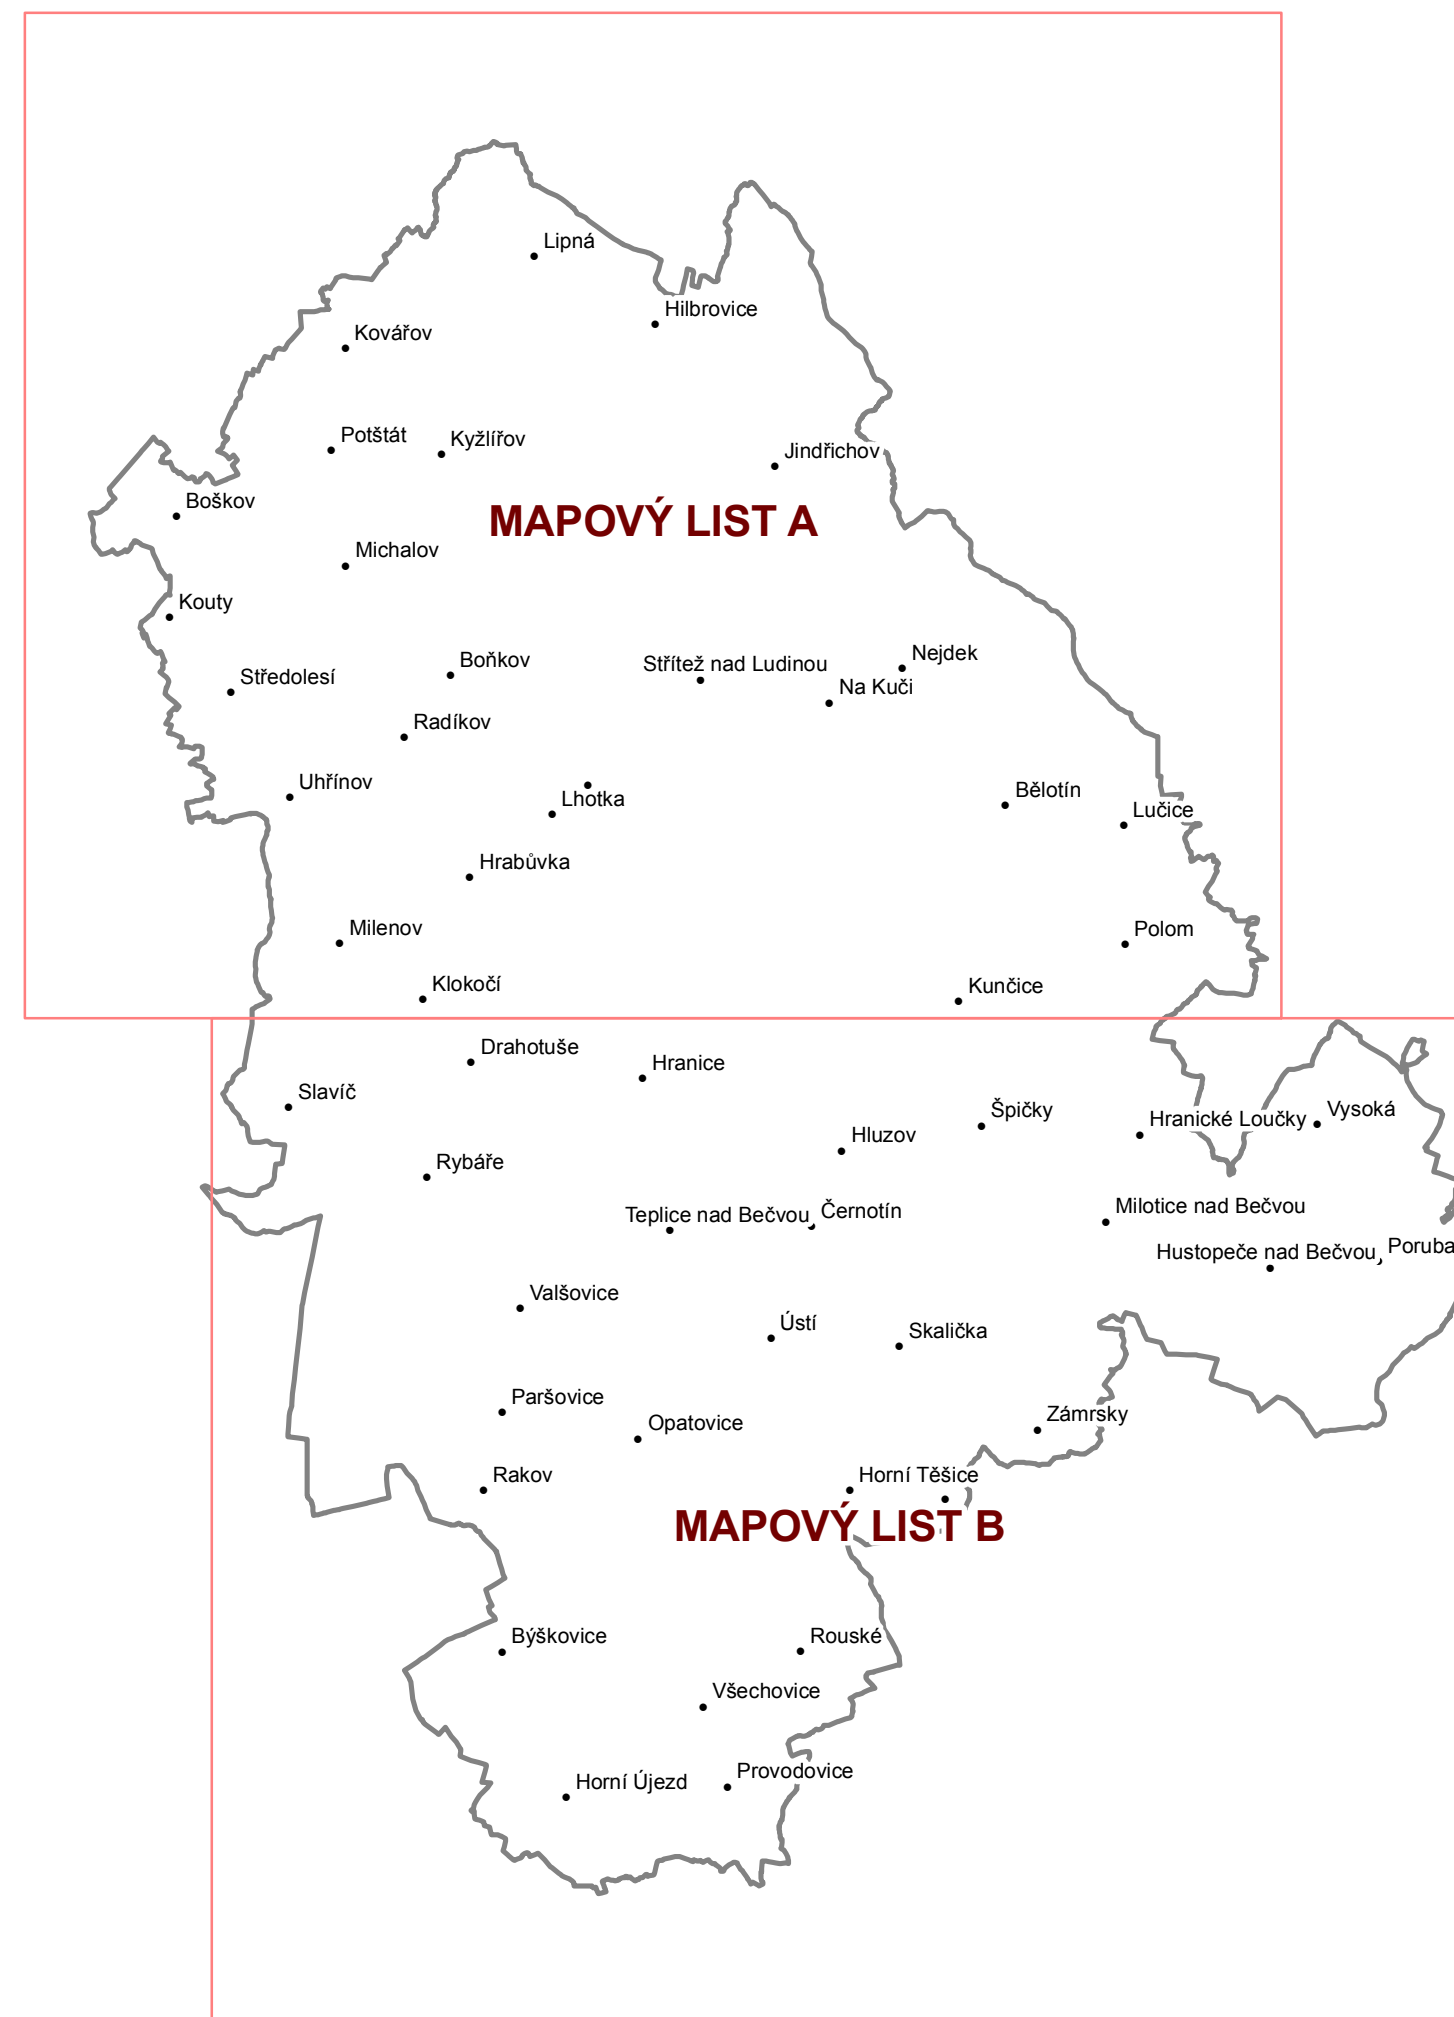 Lipná
Hilbrovice
Kovářov
Potštát
Kyžlířov
Jindřichov
Boškov
MAPOVÝ LIST A
Michalov
Kouty
Boňkov
Střítež nad Ludinou
Nejdek
Středolesí
Na Kuči
Radíkov
Uhřínov
Lhotka
Bělotín
Lučice
Hrabůvka
Milenov
Polom
Klokočí
Kunčice
Drahotuše
Hranice
Slavíč
Špičky
Hranické Loučky
Vysoká
Hluzov
Rybáře
Teplice nad Bečvou
Černotín
Milotice nad Bečvou
Hustopeče nad Bečvou
Poruba
Valšovice
Ústí
Skalička
Paršovice
Opatovice
Zámrsky
Rakov
Horní Těšice
MAPOVÝ LIST B
Býškovice
Rouské
Všechovice
Horní Újezd
Provodovice